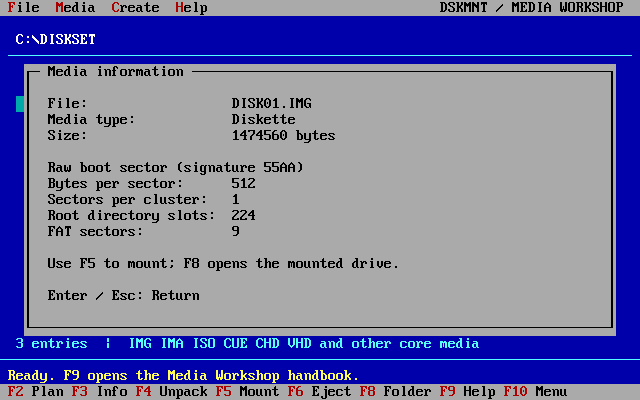 File Media Create Help DSKMNT / MEDIA WORKSHOP
C:\DISKSET
Media information
File: DISK01.IMG
Media type: Diskette
Size: 1474560 bytes
Raw boot sector (signature 55AA)
Bytes per sector: 512
Sectors per cluster: 1
Root directory slots: 224
FAT sectors: 9
Use F5 to mount; F8 opens the mounted drive.
Enter / Esc: Return
3 entries | IMG IMA ISO CUE CHD VHD and other core media
Ready. F9 opens the Media Workshop handbook.
F2 Plan F3 Info F4 Unpack F5 Mount F6 Eject F8 Folder F9 Help F10 Menu